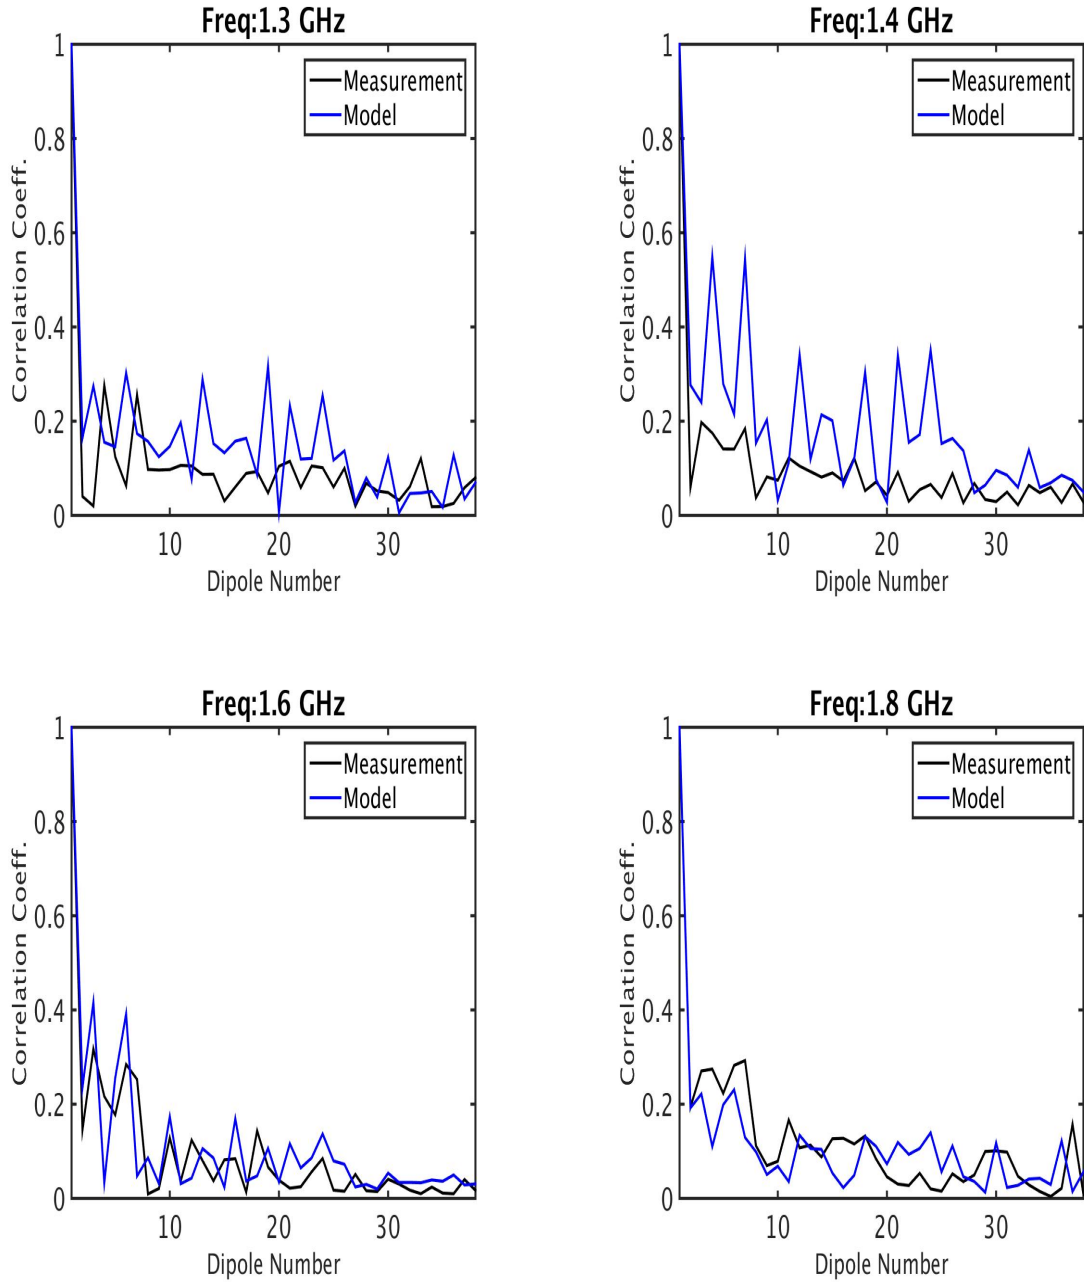 Freq:1.3 GHz
Correlation Coeff.
1
0.8
0.6
0.4
0.2
0
10 20 30
Dipole Number
Measurement
Model
Freq:1.4 GHz
Correlation Coeff.
1
0.8
0.6
0.4
0.2
0
10 20 30
Dipole Number
Measurement
Model
Freq:1.6 GHz
Correlation Coeff.
1
0.8
0.6
0.4
0.2
0
10 20 30
Dipole Number
Measurement
Model
Freq:1.8 GHz
Correlation Coeff.
1
0.8
0.6
0.4
0.2
0
10 20 30
Dipole Number
Measurement
Model